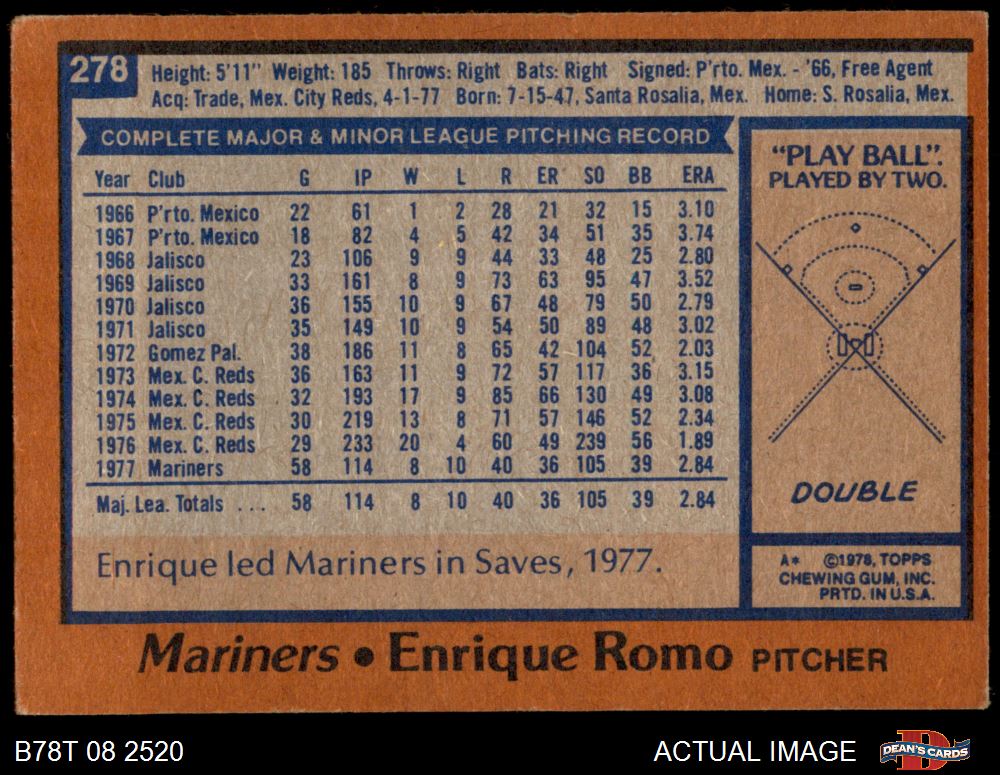 278
Height: 5'11" Weight: 185 Throws: Right Bats: Right Signed: P'rto. Mex. - '66, Free Agent
Acq: Trade, Mex. City Reds, 4-1-77 Born: 7-15-47, Santa Rosalia, Mex. Home: S. Rosalia, Mex.
COMPLETE MAJOR & MINOR LEAGUE PITCHING RECORD
Year Club G IP W L R ER SO BB ERA
1966 P'rto. Mexico 22 61 1 2 28 21 32 15 3.10
1967 P'rto. Mexico 18 82 4 5 42 34 51 35 3.74
1968 Jalisco 23 106 9 9 44 33 48 25 2.80
1969 Jalisco 33 161 8 9 73 63 95 47 3.52
1970 Jalisco 36 155 10 9 67 48 79 50 2.79
1971 Jalisco 35 149 10 9 54 50 89 48 3.02
1972 Gomez Pal. 38 186 11 8 65 42 104 52 2.03
1973 Mex. C. Reds 36 163 11 9 72 57 117 36 3.15
1974 Mex. C. Reds 32 193 17 9 85 66 130 49 3.08
1975 Mex. C. Reds 30 219 13 8 71 57 146 52 2.34
1976 Mex. C. Reds 29 233 20 4 60 49 239 56 1.89
1977 Mariners 58 114 8 10 40 36 105 39 2.84
Maj. Lea. Totals ... 58 114 8 10 40 36 105 39 2.84
Enrique led Mariners in Saves, 1977.
"PLAY BALL".
PLAYED BY TWO.
DOUBLE
A* ©1978, TOPPS
CHEWING GUM, INC.
PRTD. IN U.S.A.
Mariners • Enrique Romo PITCHER
B78T 08 2520
ACTUAL IMAGE
D
DEAN'S CARDS